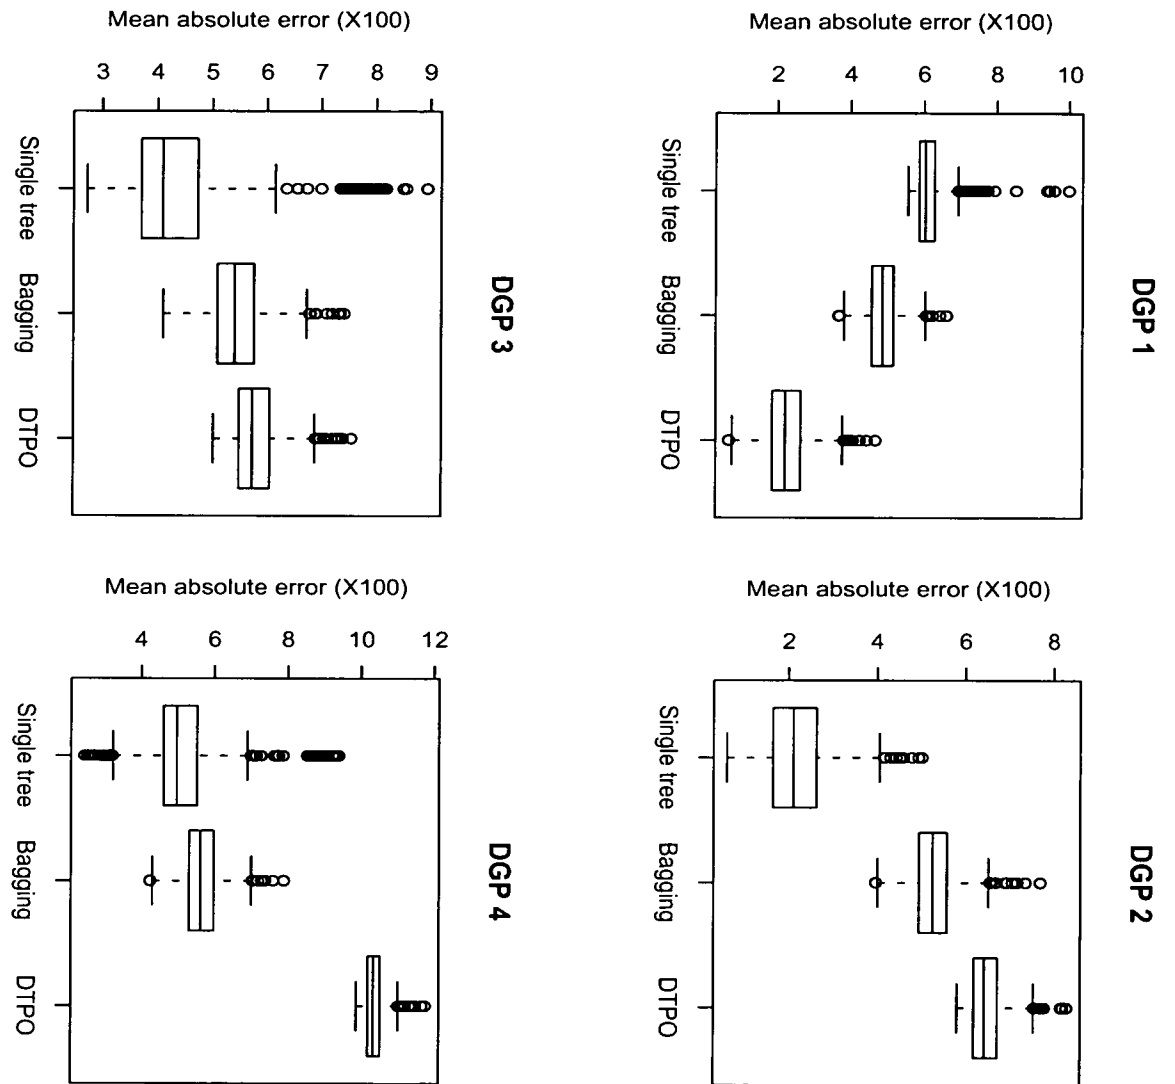 Mean absolute error (X100)
3 4 5 6 7 8 9
Single tree
Bagging
DTPO
DGP 3
Mean absolute error (X100)
2 4 6 8 10
Single tree
Bagging
DTPO
DGP 1
Mean absolute error (X100)
4 6 8 10 12
Single tree
Bagging
DTPO
DGP 4
Mean absolute error (X100)
2 4 6 8
Single tree
Bagging
DTPO
DGP 2